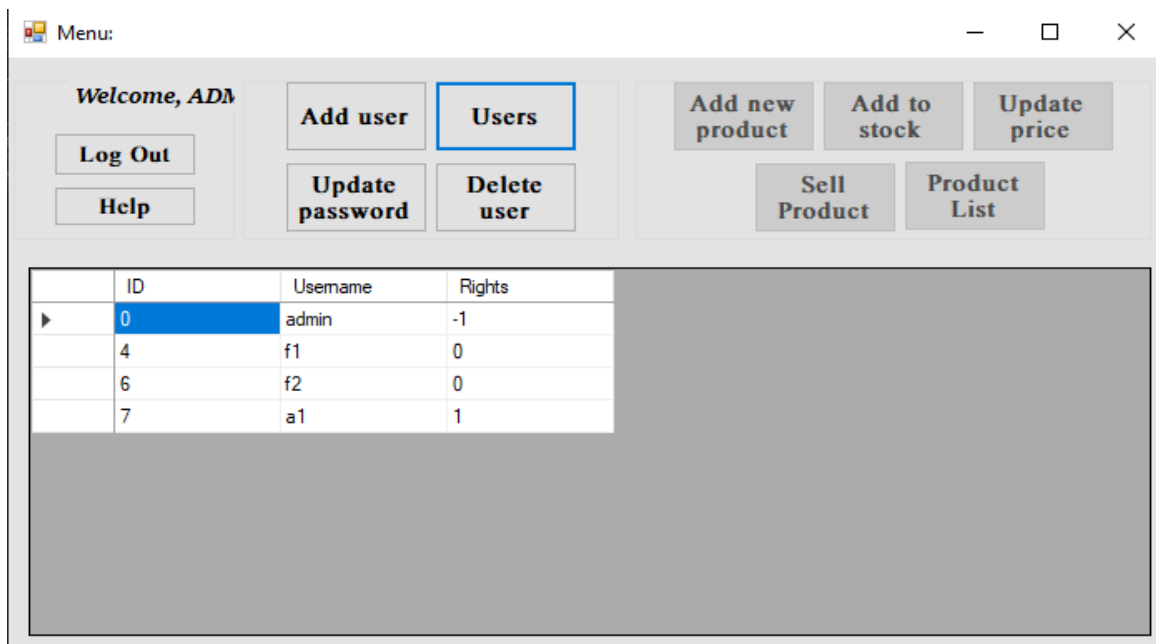 Menu:
Welcome, ADM
Log Out
Help
Add user
Users
Update
password
Delete
user
Add new
product
Add to
stock
Update
price
Sell
Product
Product
List
ID Username Rights
0 admin -1
4 f1 0
6 f2 0
7 a1 1